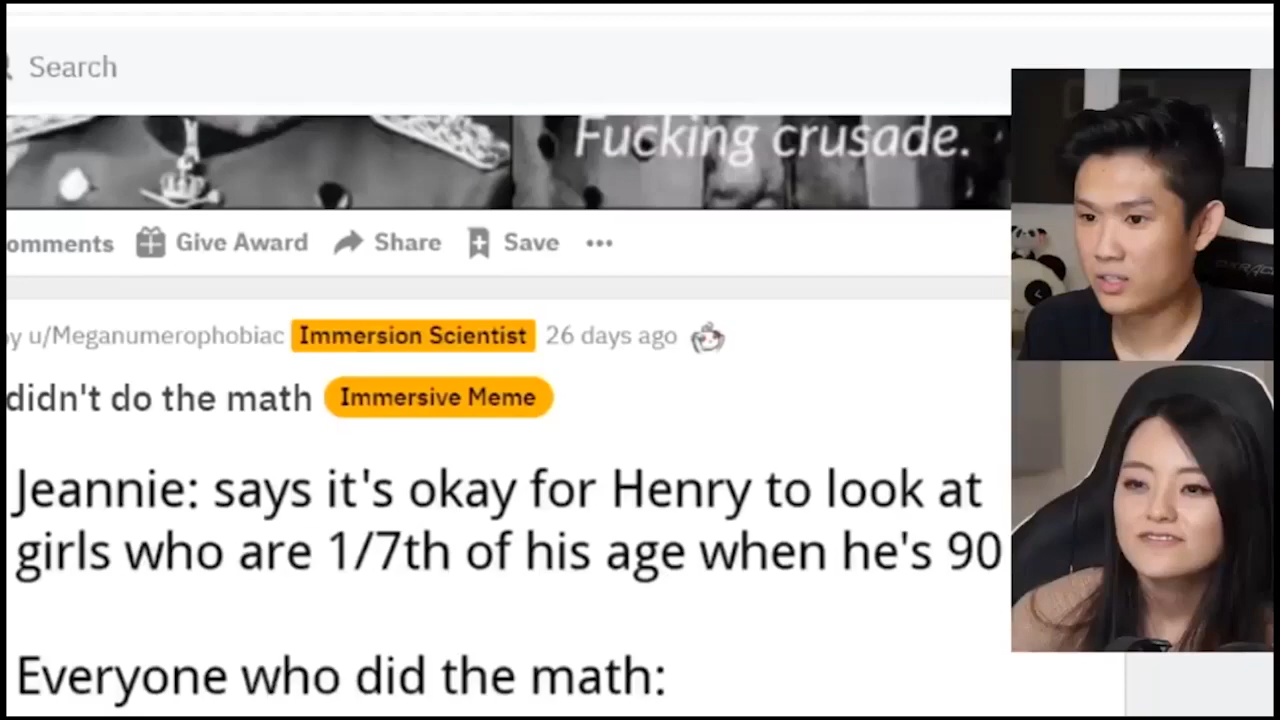 Search
Fucking crusade.
omments Give Award Share Save
y u/Meganumerophobiac Immersion Scientist 26 days ago
didn't do the math Immersive Meme
Jeannie: says it's okay for Henry to look at
girls who are 1/7th of his age when he's 90
Everyone who did the math: